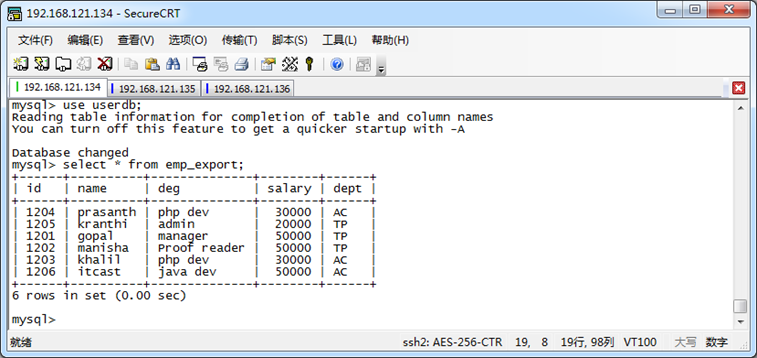 192.168.121.134 - SecureCRT
文件(F) 编辑(E) 查看(V) 选项(O) 传输(T) 脚本(S) 工具(L) 帮助(H)
192.168.121.134 192.168.121.135 192.168.121.136
mysql> use userdb;
Reading table information for completion of table and column names
You can turn off this feature to get a quicker startup with -A
Database changed
mysql> select * from emp_export;
+------+----------+--------------+--------+------+
| id   | name     | deg          | salary | dept |
+------+----------+--------------+--------+------+
| 1204 | prasanth | php dev      |  30000 | AC   |
| 1205 | kranthi  | admin        |  20000 | TP   |
| 1201 | gopal    | manager      |  50000 | TP   |
| 1202 | manisha  | Proof reader |  50000 | TP   |
| 1203 | khalil   | php dev      |  30000 | AC   |
| 1206 | itcast   | java dev     |  50000 | AC   |
+------+----------+--------------+--------+------+
6 rows in set (0.00 sec)
mysql>
就绪 ssh2: AES-256-CTR 19, 8 19行, 98列 VT100 大写 数字